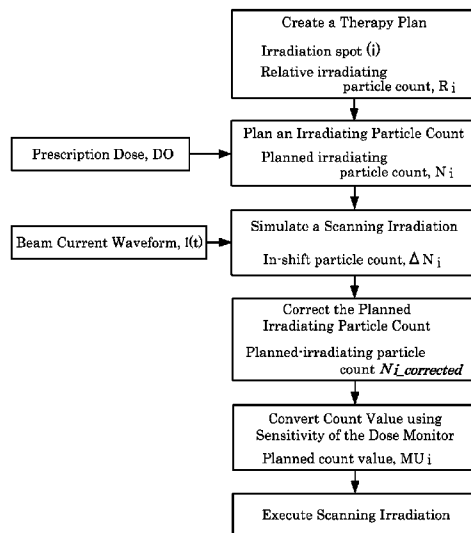 Create a Therapy Plan
Irradiation spot (i)
Relative irradiating
particle count, R i
Plan an Irradiating Particle Count
Planned irradiating
particle count, N i
Prescription Dose, DO
Simulate a Scanning Irradiation
In-shift particle count, Δ N i
Beam Current Waveform, I(t)
Correct the Planned
Irradiating Particle Count
Planned-irradiating particle
count Ni_corrected
Convert Count Value using
Sensitivity of the Dose Monitor
Planned count value, MU i
Execute Scanning Irradiation